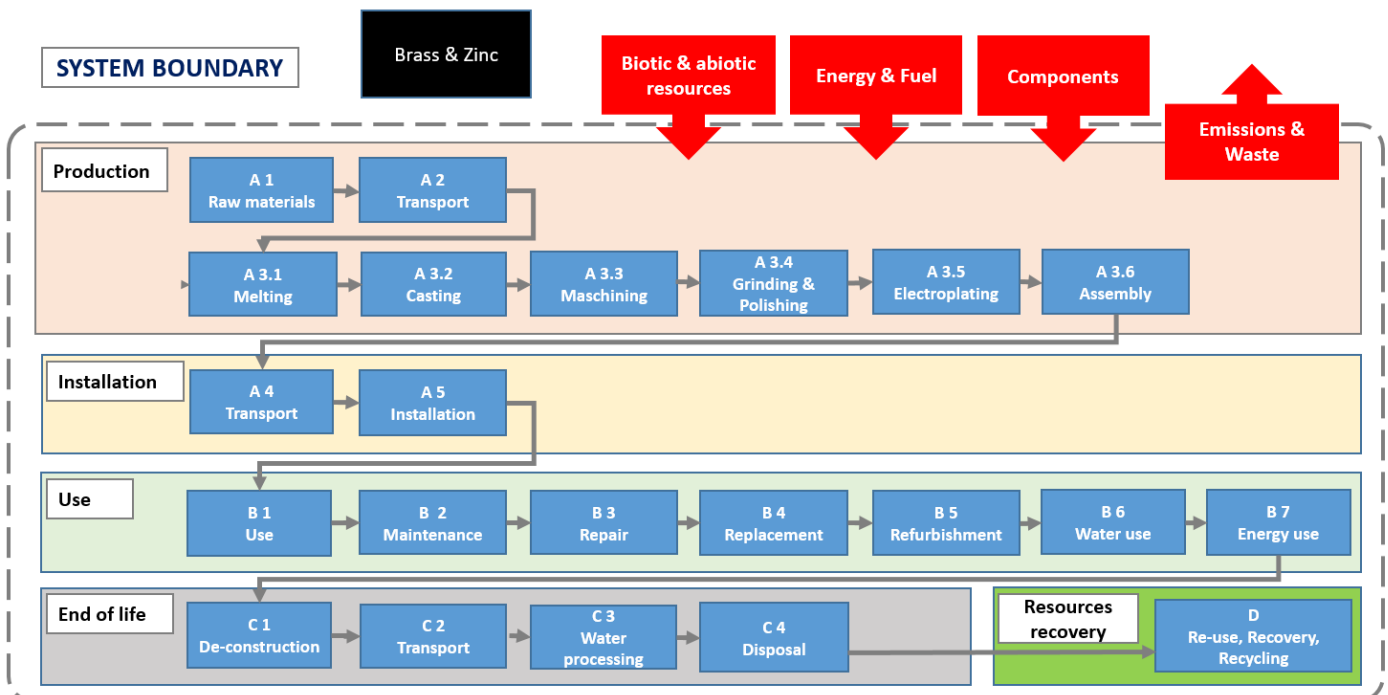 SYSTEM BOUNDARY
Brass & Zinc
Biotic & abiotic
resources
Energy & Fuel
Components
Emissions &
Waste
Production
A 1
Raw materials
A 2
Transport
A 3.1
Melting
A 3.2
Casting
A 3.3
Maschining
A 3.4
Grinding &
Polishing
A 3.5
Electroplating
A 3.6
Assembly
Installation
A 4
Transport
A 5
Installation
Use
B 1
Use
B 2
Maintenance
B 3
Repair
B 4
Replacement
B 5
Refurbishment
B 6
Water use
B 7
Energy use
End of life
C 1
De-construction
C 2
Transport
C 3
Water
processing
C 4
Disposal
Resources
recovery
D
Re-use, Recovery,
Recycling